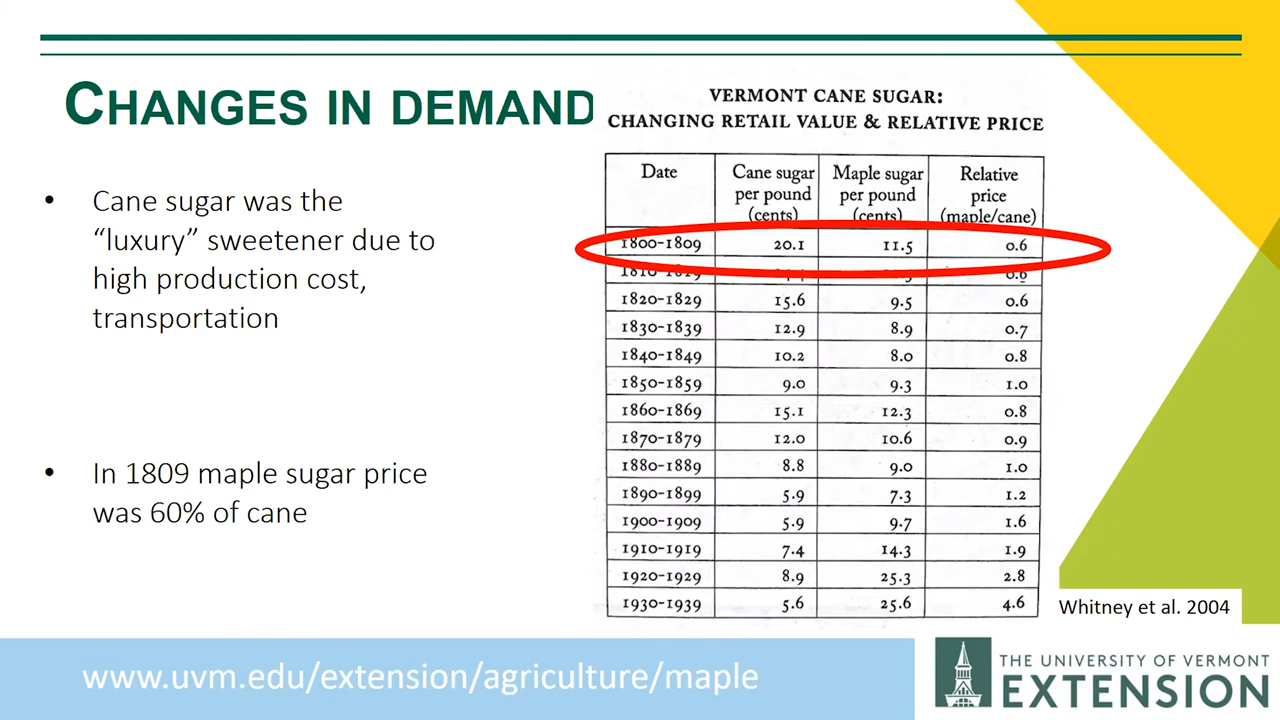 CHANGES IN DEMAND
• Cane sugar was the
“luxury” sweetener due to
high production cost,
transportation
• In 1809 maple sugar price
was 60% of cane
VERMONT CANE SUGAR:
CHANGING RETAIL VALUE & RELATIVE PRICE
Date Cane sugar per pound (cents) Maple sugar per pound (cents) Relative price (maple/cane)
1800-1809 20.1 11.5 0.6
1810-1819 0.6
1820-1829 15.6 9.5 0.6
1830-1839 12.9 8.9 0.7
1840-1849 10.2 8.0 0.8
1850-1859 9.0 9.3 1.0
1860-1869 15.1 12.3 0.8
1870-1879 12.0 10.6 0.9
1880-1889 8.8 9.0 1.0
1890-1899 5.9 7.3 1.2
1900-1909 5.9 9.7 1.6
1910-1919 7.4 14.3 1.9
1920-1929 8.9 25.3 2.8
1930-1939 5.6 25.6 4.6
Whitney et al. 2004
www.uvm.edu/extension/agriculture/maple
THE UNIVERSITY OF VERMONT
EXTENSION